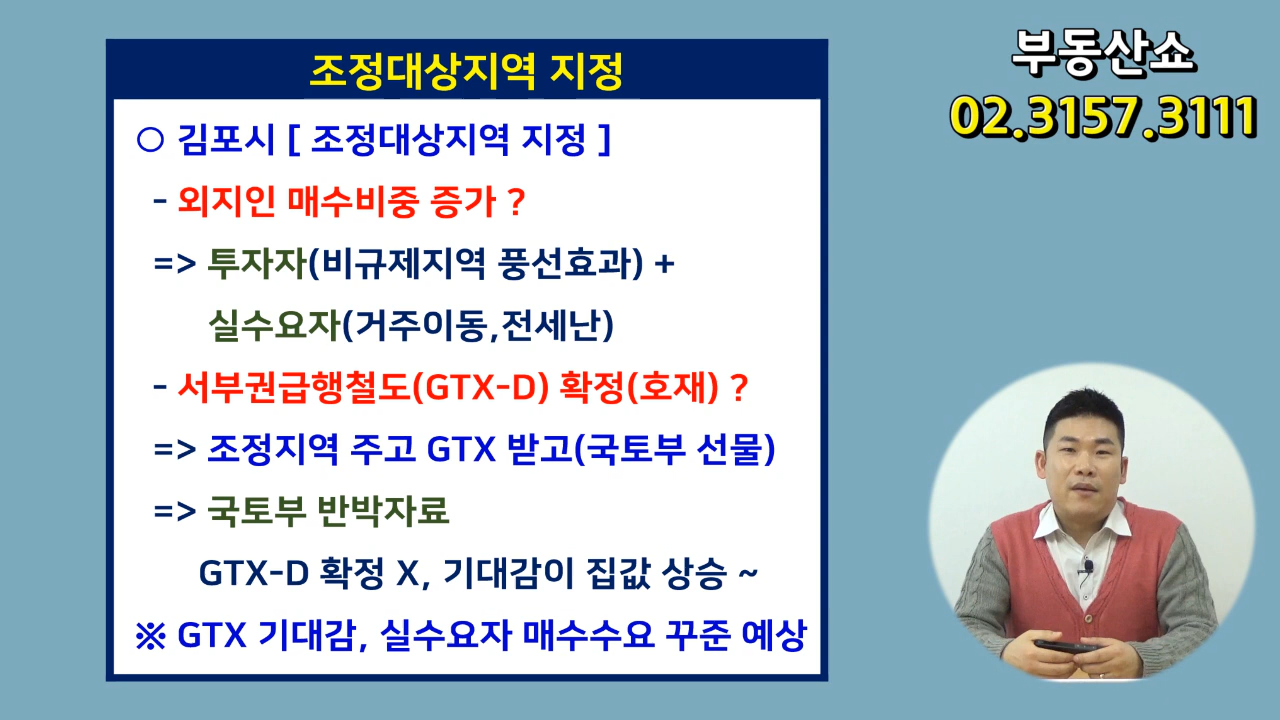 조정대상지역 지정
○ 김포시 [ 조정대상지역 지정 ]
- 외지인 매수비중 증가 ?
=> 투자자(비규제지역 풍선효과) +
실수요자(거주이동,전세난)
- 서부권급행철도(GTX-D) 확정(호재) ?
=> 조정지역 주고 GTX 받고(국토부 선물)
=> 국토부 반박자료
GTX-D 확정 X, 기대감이 집값 상승 ~
※ GTX 기대감, 실수요자 매수수요 꾸준 예상
부동산쇼
02.3157.3111